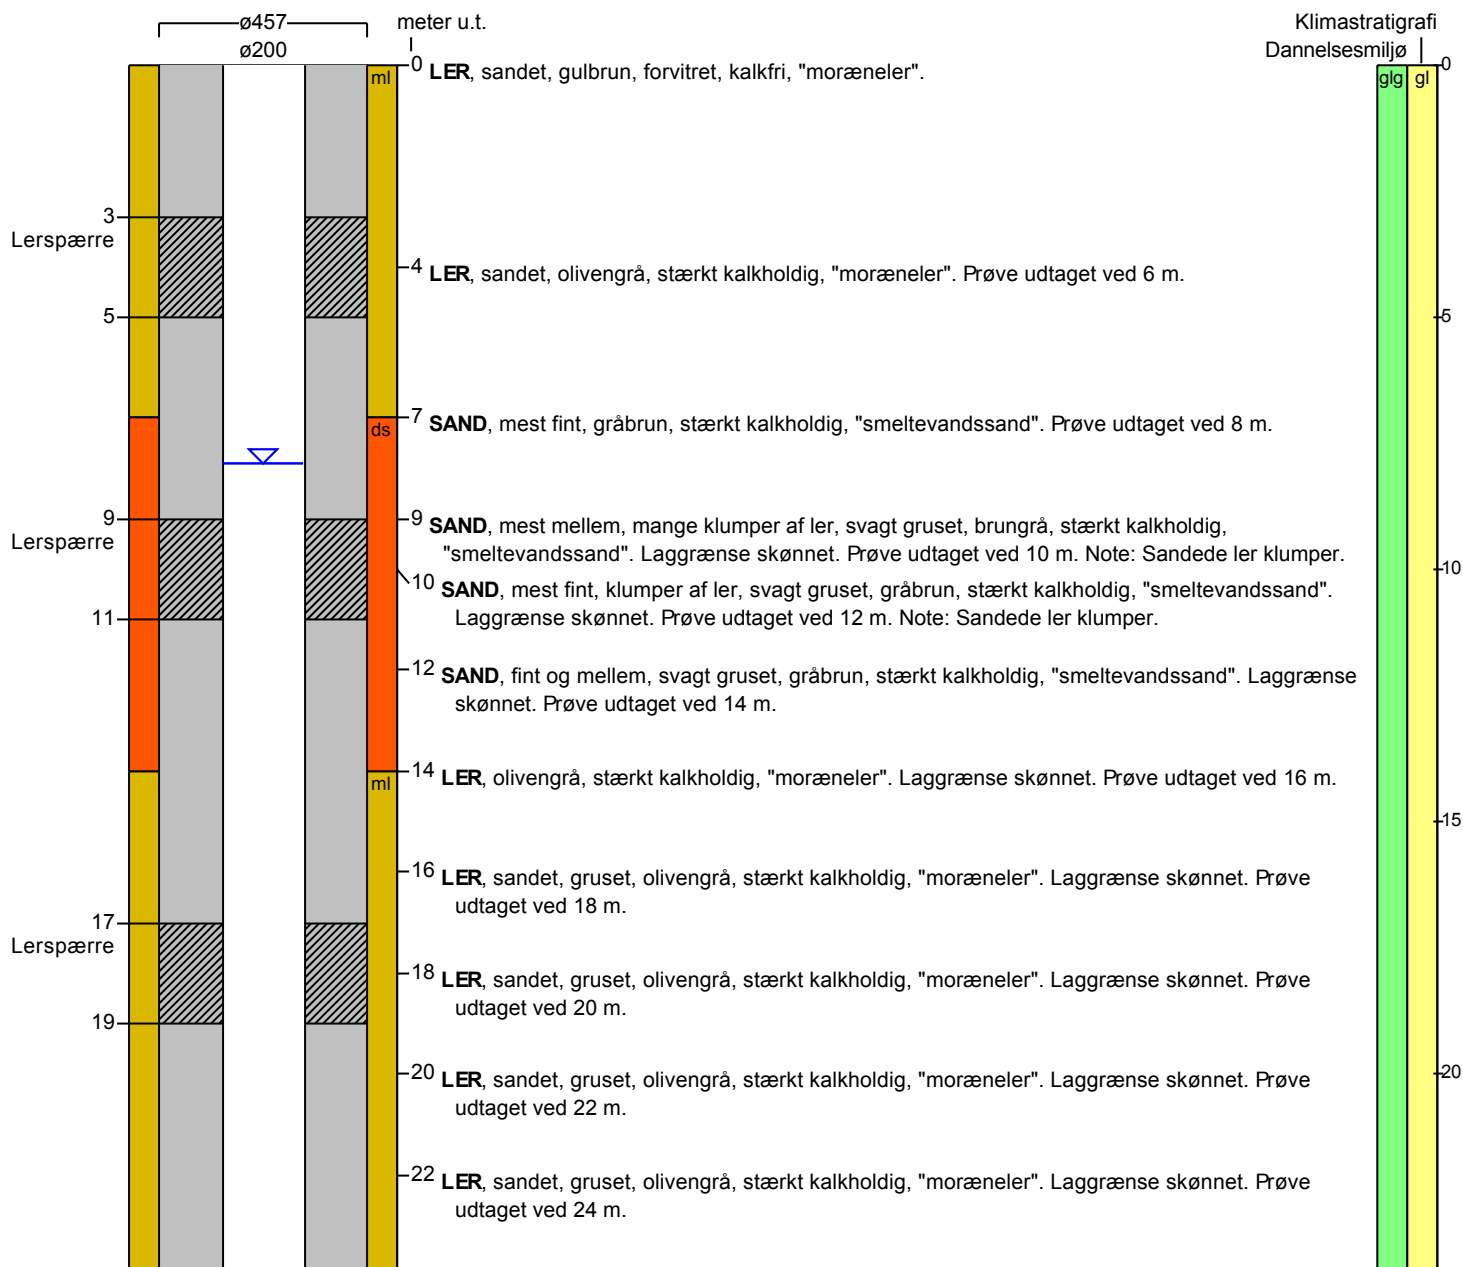 ø457
meter u.t.
Klimastratigrafi
ø200
Dannelsesmiljø
0
ml
LER, sandet, gulbrun, forvitret, kalkfri, "moræneler".
glg
gl
0
3
Lerspærre
4
LER, sandet, olivengrå, stærkt kalkholdig, "moræneler". Prøve udtaget ved 6 m.
5
5
7
ds
SAND, mest fint, gråbrun, stærkt kalkholdig, "smeltevandssand". Prøve udtaget ved 8 m.
9
Lerspærre
9
SAND, mest mellem, mange klumper af ler, svagt gruset, brungrå, stærkt kalkholdig,
"smeltevandssand". Laggrænse skønnet. Prøve udtaget ved 10 m. Note: Sandede ler klumper.
10
10
SAND, mest fint, klumper af ler, svagt gruset, gråbrun, stærkt kalkholdig, "smeltevandssand".
Laggrænse skønnet. Prøve udtaget ved 12 m. Note: Sandede ler klumper.
11
12
SAND, fint og mellem, svagt gruset, gråbrun, stærkt kalkholdig, "smeltevandssand". Laggrænse
skønnet. Prøve udtaget ved 14 m.
14
ml
LER, olivengrå, stærkt kalkholdig, "moræneler". Laggrænse skønnet. Prøve udtaget ved 16 m.
15
16
LER, sandet, gruset, olivengrå, stærkt kalkholdig, "moræneler". Laggrænse skønnet. Prøve
udtaget ved 18 m.
17
Lerspærre
18
LER, sandet, gruset, olivengrå, stærkt kalkholdig, "moræneler". Laggrænse skønnet. Prøve
udtaget ved 20 m.
19
20
LER, sandet, gruset, olivengrå, stærkt kalkholdig, "moræneler". Laggrænse skønnet. Prøve
udtaget ved 22 m.
20
22
LER, sandet, gruset, olivengrå, stærkt kalkholdig, "moræneler". Laggrænse skønnet. Prøve
udtaget ved 24 m.